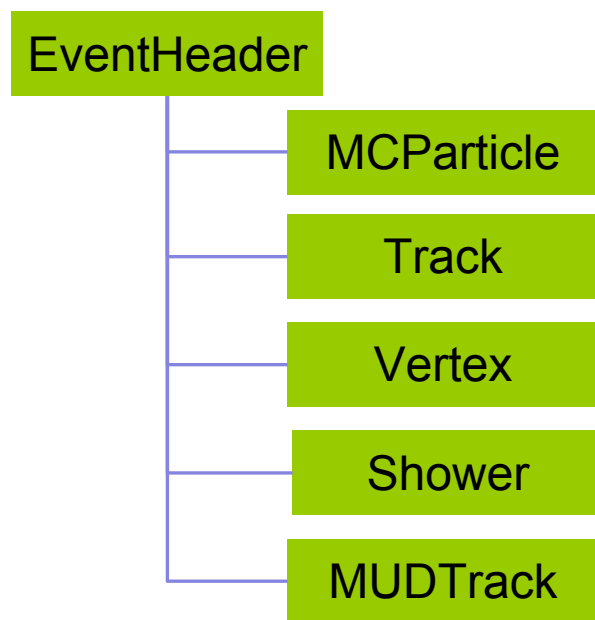 EventHeader
MCParticle
Track
Vertex
Shower
MUDTrack